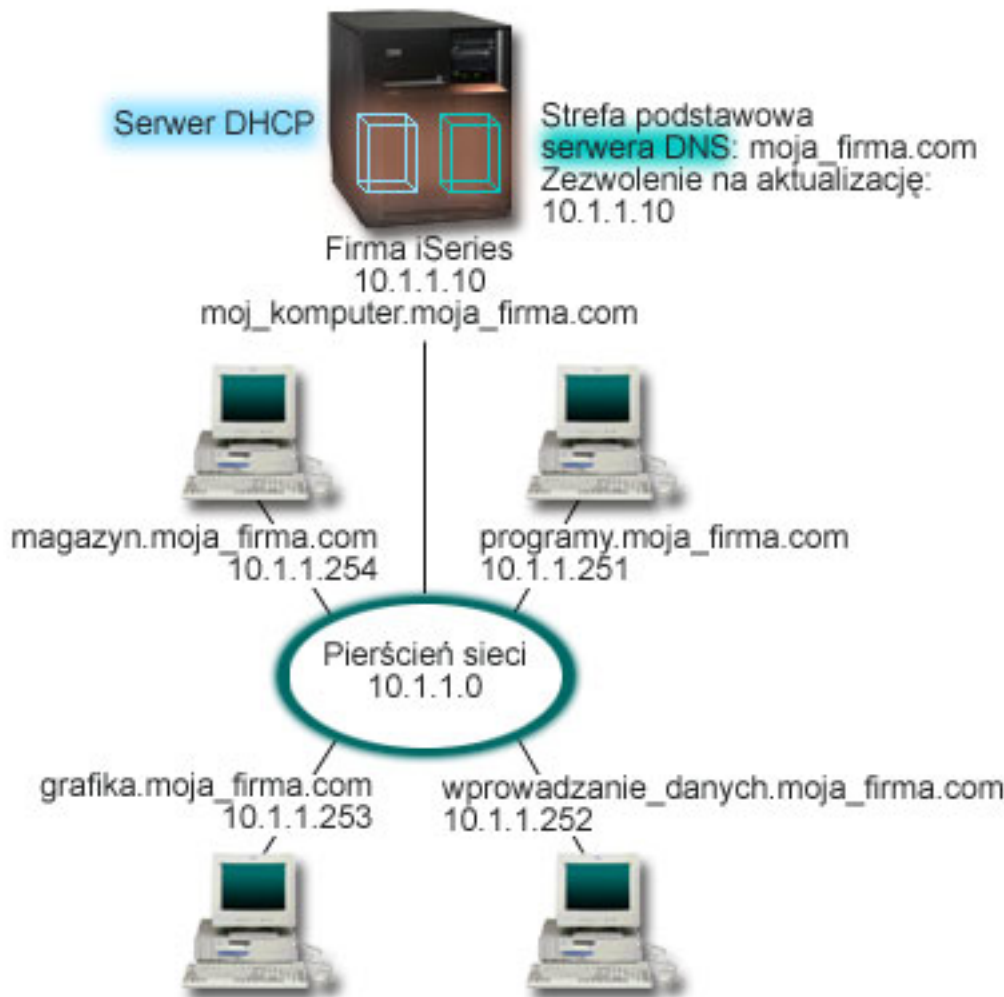 Serwer DHCP
Strefa podstawowa
serwera DNS: moja_firma.com
Zezwolenie na aktualizację:
10.1.1.10
Firma iSeries
10.1.1.10
moj_komputer.moja_firma.com
magazyn.moja_firma.com
10.1.1.254
programy.moja_firma.com
10.1.1.251
Pierścień sieci
10.1.1.0
grafika.moja_firma.com
10.1.1.253
wprowadzanie_danych.moja_firma.com
10.1.1.252